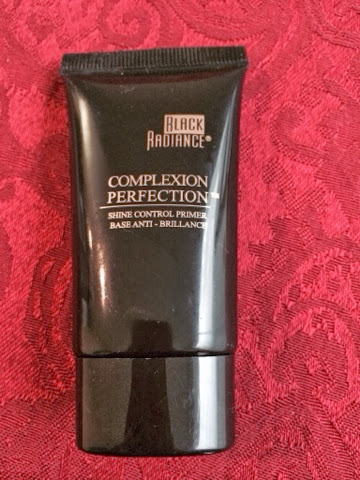 BLACK
RADIANCE®
COMPLEXION
PERFECTION™
SHINE CONTROL PRIMER
BASE ANTI - BRILLANCE